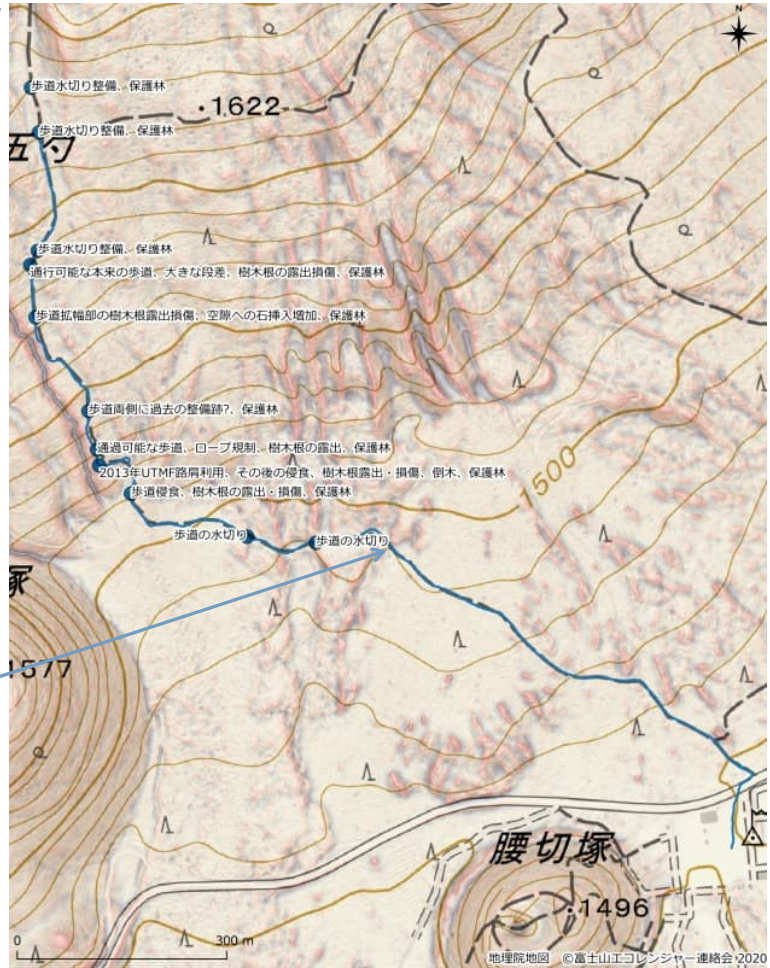 N
歩道水切り整備、保護林
・1622
歩道水切り整備、保護林
五勺
歩道水切り整備、保護林
通行可能な本来の歩道、大きな段差、樹木根の露出損傷、保護林
歩道拡幅部の樹木根露出損傷、空隙への石挿入増加、保護林
歩道両側に過去の整備跡?、保護林
通過可能な歩道、ロープ規制、樹木根の露出、保護林
2013年UTMF路肩利用、その後の侵食、樹木根露出・損傷、倒木、保護林
歩道侵食、樹木根の露出・損傷、保護林
1500
歩道の水切り
歩道の水切り
塚
1577
腰切塚
・1496
0
300 m
地理院地図 ©富士山エコレンジャー連絡会 2020